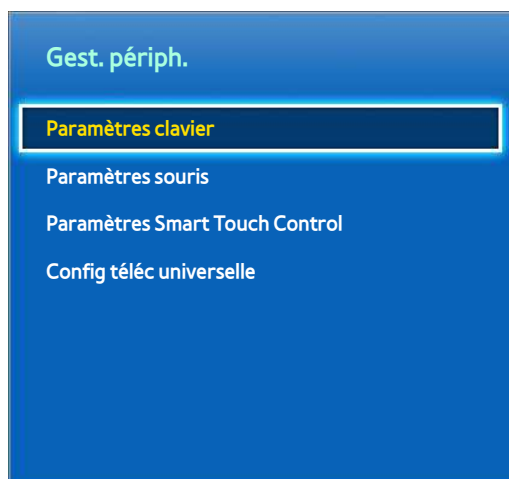 Gest. périph.
Paramètres clavier
Paramètres souris
Paramètres Smart Touch Control
Config téléc universelle